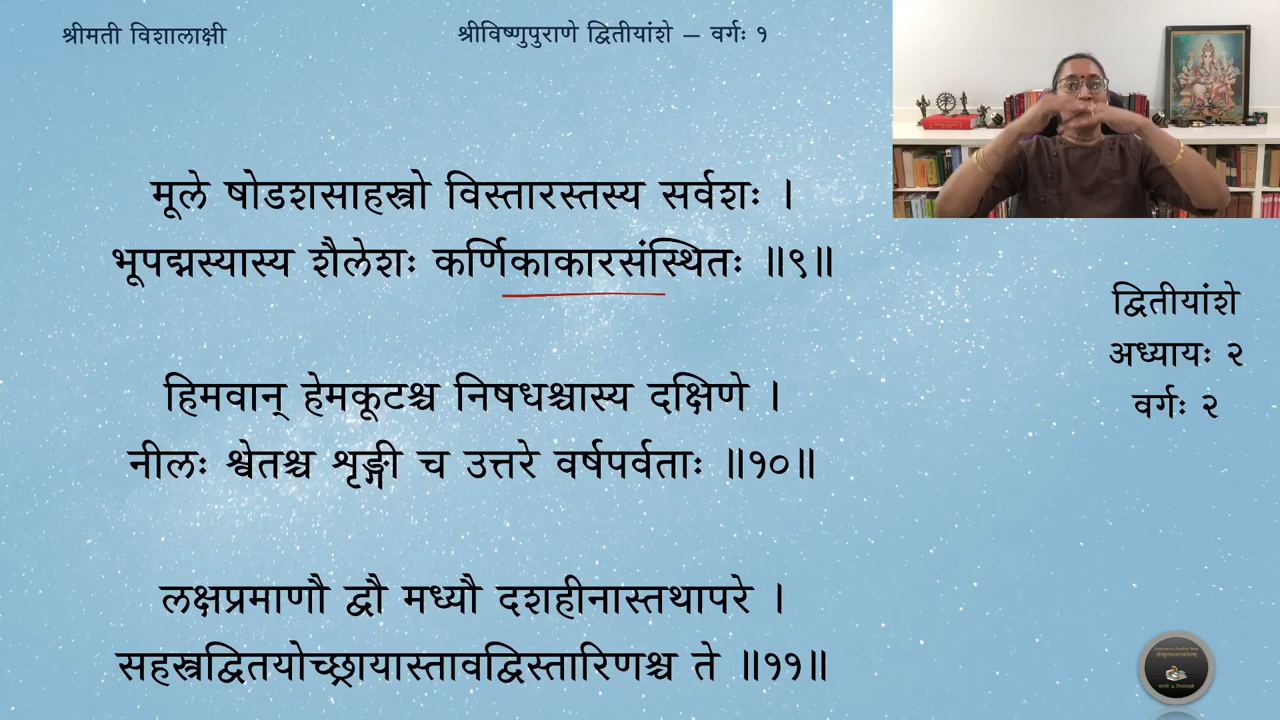 श्रीमती विशालाक्षी
श्रीविष्णुपुराणे द्वितीयांशे – वर्गः १
मूले षोडशसाहस्रो विस्तारस्तस्य सर्वशः ।
भूपद्मस्यास्य शैलेशः कर्णिकाकारसंस्थितः ॥९॥
हिमवान् हेमकूटश्च निषधश्चास्य दक्षिणे ।
नीलः श्वेतश्च शृङ्गी च उत्तरे वर्षपर्वताः ॥१०॥
लक्षप्रमाणौ द्वौ मध्यौ दशहीनास्तथापरे ।
सहस्रद्वितयोच्छ्रायास्तावद्विस्तारिणश्च ते ॥११॥
द्वितीयांशे
अध्यायः २
वर्गः २